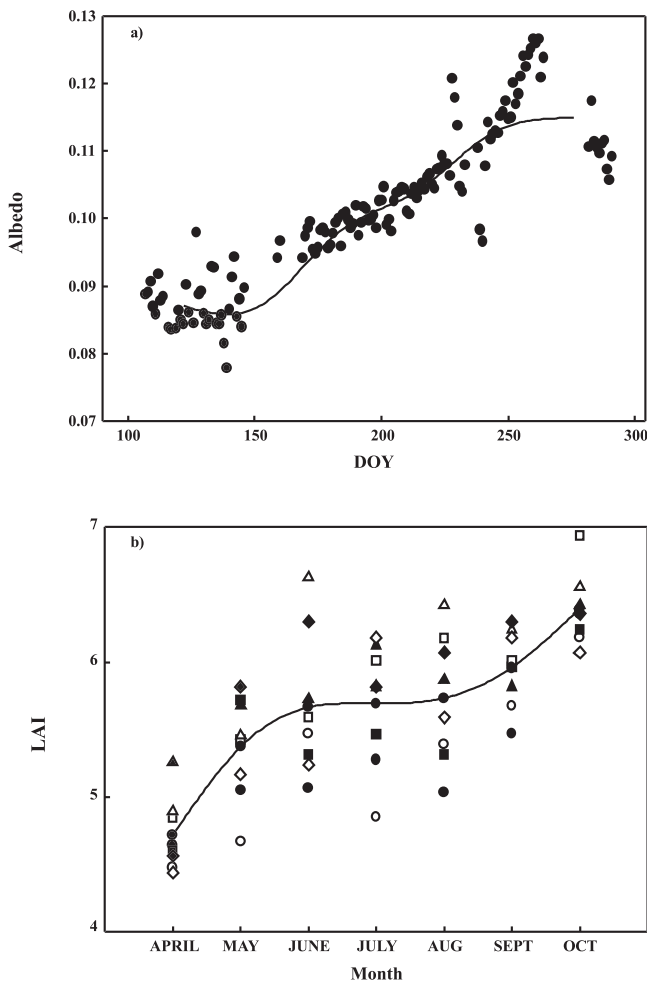 0.13
a)
0.12
0.11
0.10
0.09
0.08
0.07
Albedo
100 150 200 250 300
DOY
7
b)
6
5
4
LAI
APRIL MAY JUNE JULY AUG SEPT OCT
Month